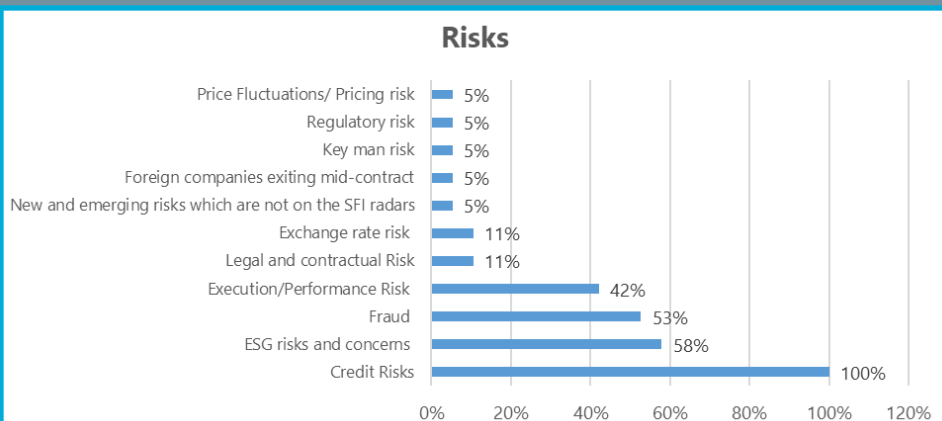 Risks
Price Fluctuations/ Pricing risk 5%
Regulatory risk 5%
Key man risk 5%
Foreign companies exiting mid-contract 5%
New and emerging risks which are not on the SFI radars 5%
Exchange rate risk 11%
Legal and contractual Risk 11%
Execution/Performance Risk 42%
Fraud 53%
ESG risks and concerns 58%
Credit Risks 100%
0% 20% 40% 60% 80% 100% 120%